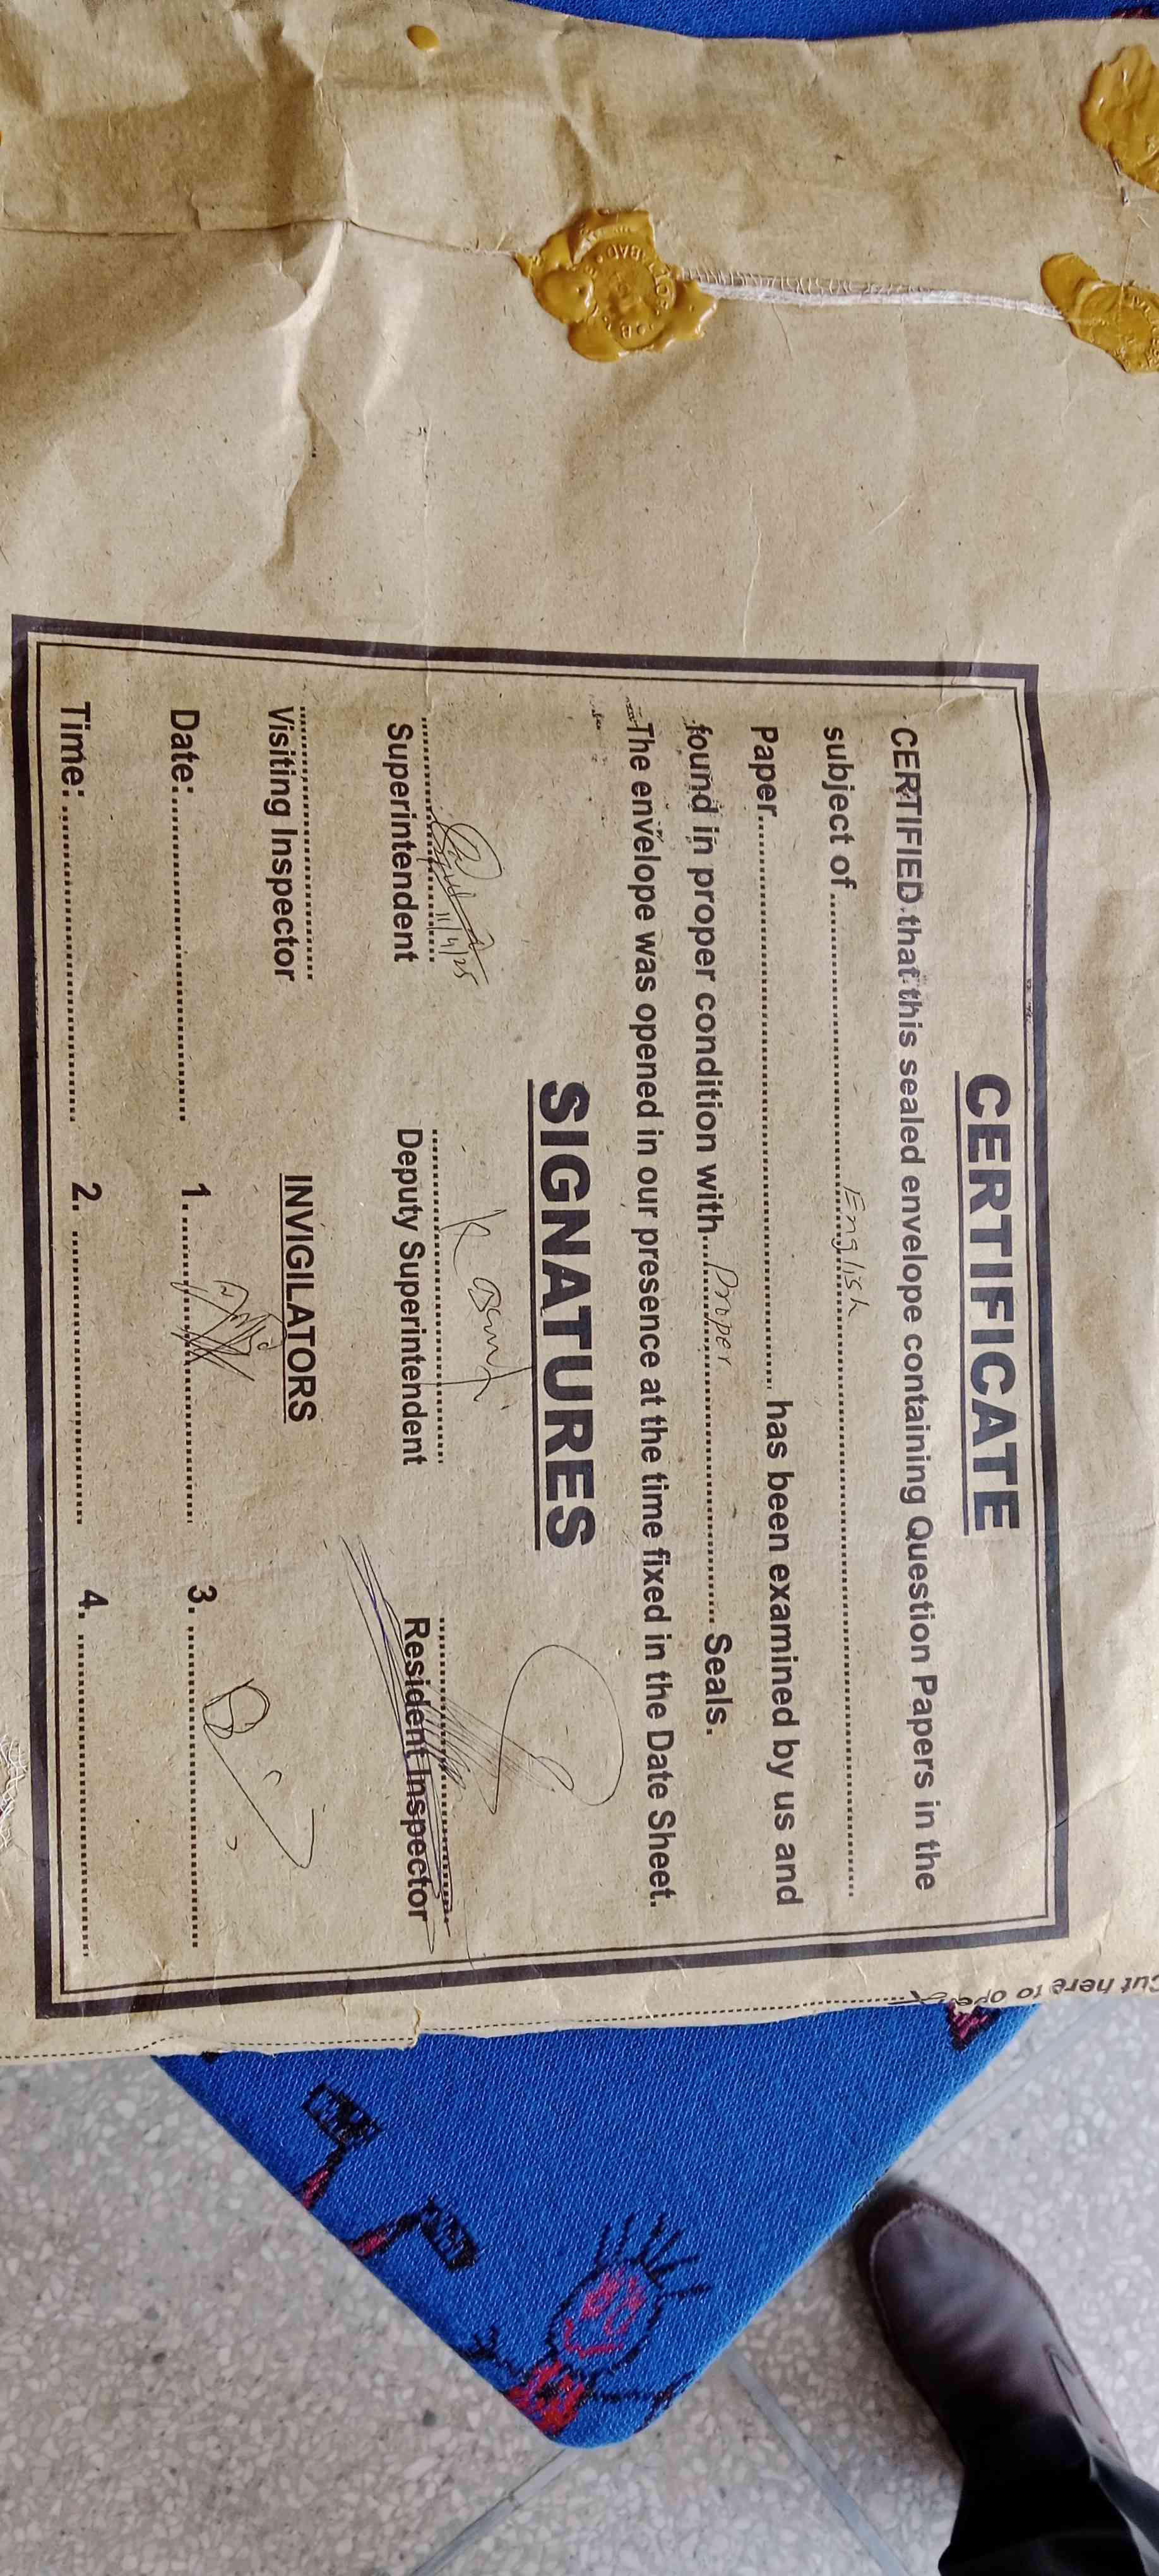 CERTIFICATE
CERTIFIED that this sealed envelope containing Question Papers in the
subject of.......English.......
Paper....... has been examined by us and
found in proper condition with....Proper.... Seals.
The envelope was opened in our presence at the time fixed in the Date Sheet.
SIGNATURES
11/4/25
Superintendent Deputy Superintendent Resident Inspector
Visiting Inspector INVIGILATORS
Date:....... 1........ 3. .......
Time: ....... 2. ....... 4. .......
Cut here to open